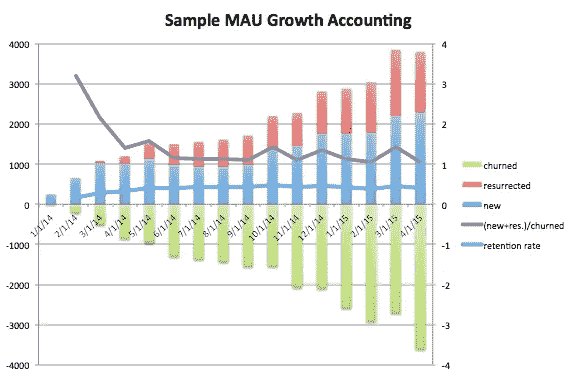 Sample MAU Growth Accounting
4000 4
3000 3
2000 2
1000 1
0 0
1/1/14 2/1/14 3/1/14 4/1/14 5/1/14 6/1/14 7/1/14 8/1/14 9/1/14 10/1/14 11/1/14 12/1/14 1/1/15 2/1/15 3/1/15 4/1/15
-1000 -1
-2000 -2
-3000 -3
-4000 -4
churned
resurrected
new
(new+res.)/churned
retention rate